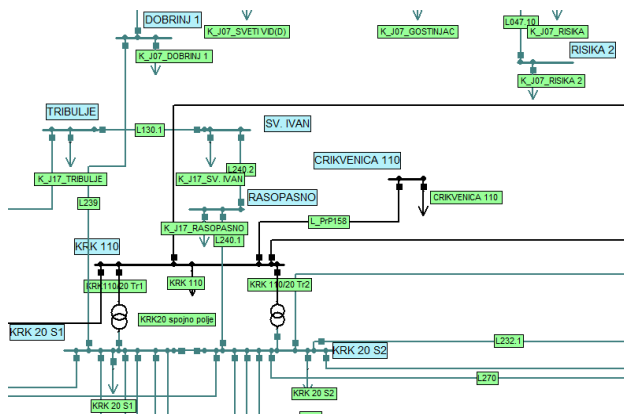 DOBRINJ 1
K_J07_SVETI VID(D)
K_J07_GOSTINJAC
L047.10
K_J07_RISIKA
K_J07_DOBRINJ 1
RISIKA 2
K_J07_RISIKA 2
TRIBULJE
L130.1
SV. IVAN
L240.2
CRIKVENICA 110
K_J17_TRIBULJE
K_J17_SV. IVAN
RASOPASNO
CRIKVENICA 110
L239
K_J17_RASOPASNO
L_PrP158
L240.1
KRK 110
KRK110/20 Tr1
KRK 110
KRK 110/20 Tr2
KRK20 spojno polje
KRK 20 S1
KRK 20 S2
L232.1
L270
KRK 20 S1
KRK 20 S2